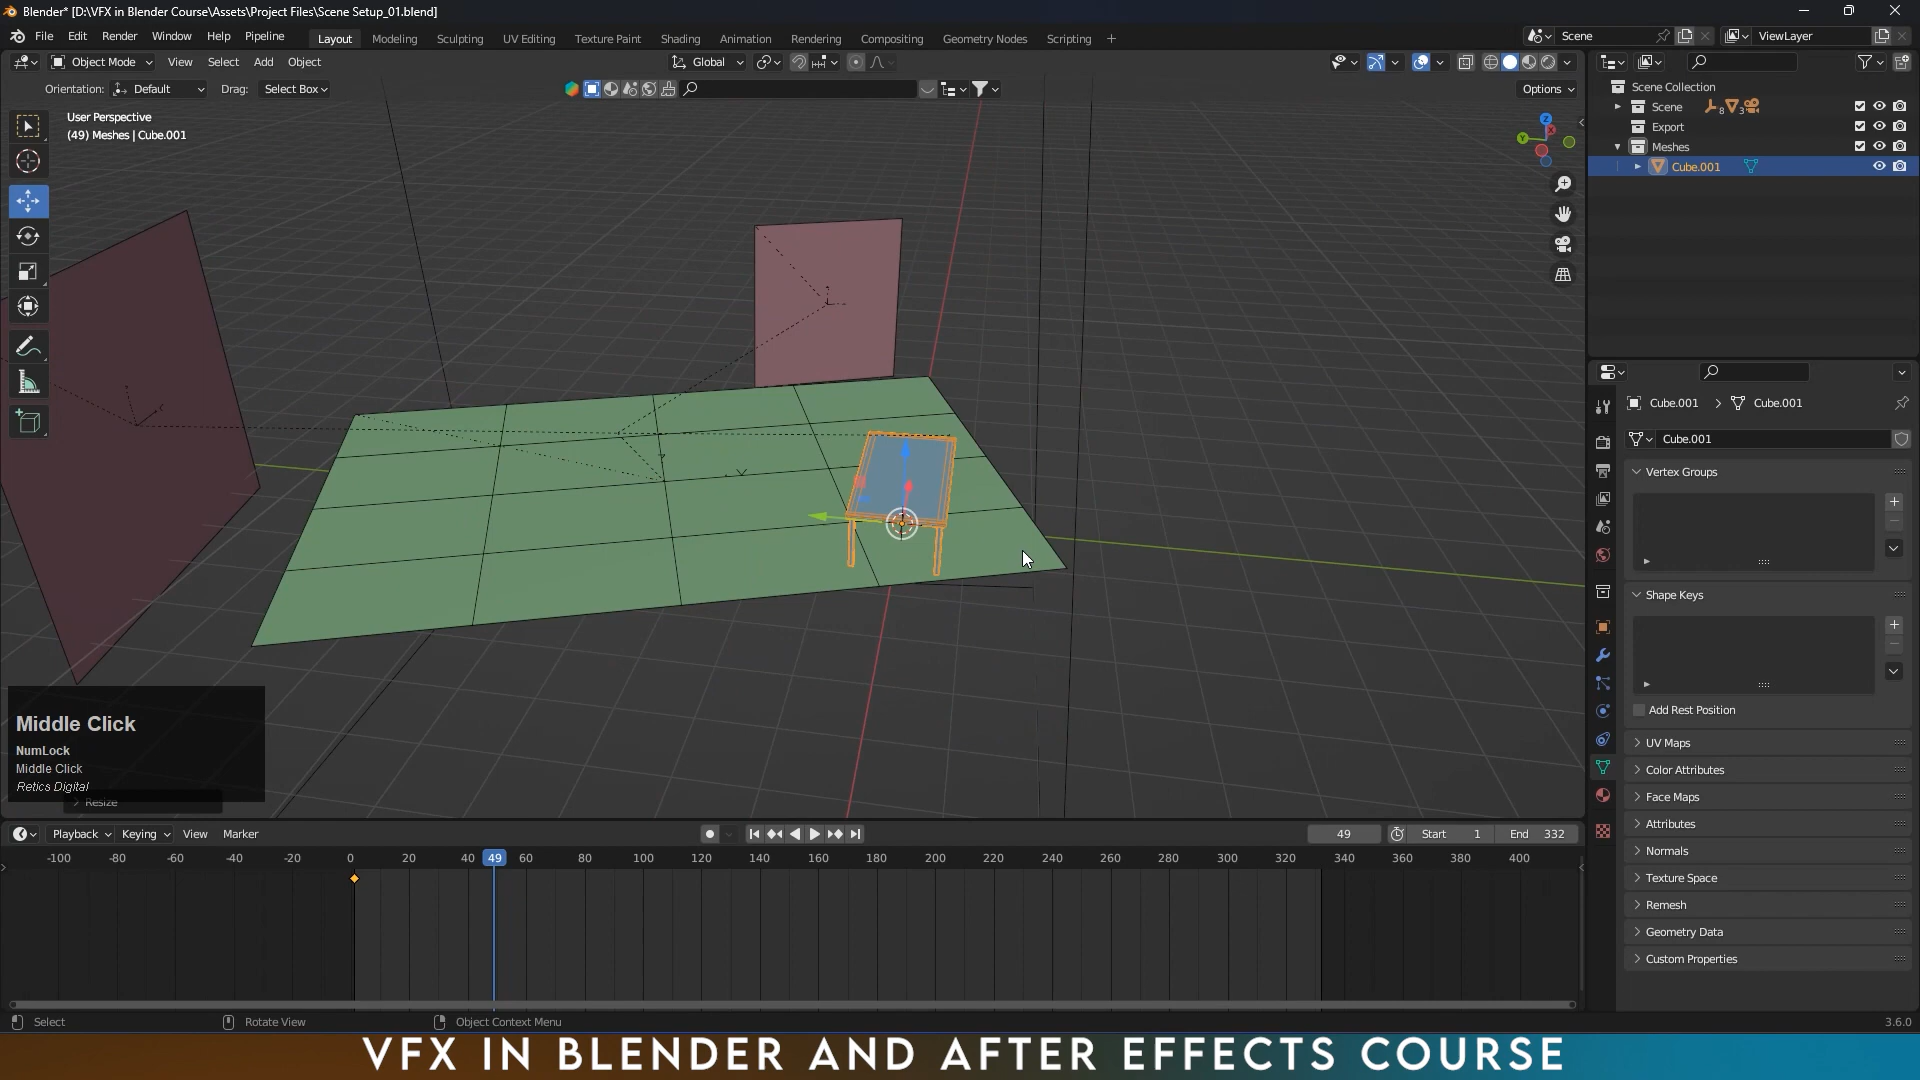 Blender* [D:\VFX in Blender Course\Assets\Project Files\Scene Setup_01.blend]
File Edit Render Window Help Pipeline Layout Modeling Sculpting UV Editing Texture Paint Shading Animation Rendering Compositing Geometry Nodes Scripting + Scene ViewLayer
Object Mode View Select Add Object Global
Orientation: Default Drag: Select Box Options
User Perspective
(49) Meshes | Cube.001
Scene Collection
Scene 8 3
Export
Meshes
Cube.001
Z
Y
X
Cube.001 > Cube.001
Cube.001
Vertex Groups
Shape Keys
Add Rest Position
UV Maps
Color Attributes
Face Maps
Attributes
Normals
Texture Space
Remesh
Geometry Data
Custom Properties
Middle Click
NumLock
Middle Click
Retics Digital
Resize
Playback Keying View Marker 49 Start 1 End 332
-100 -80 -60 -40 -20 0 20 40 49 60 80 100 120 140 160 180 200 220 240 260 280 300 320 340 360 380 400
Select Rotate View Object Context Menu 3.6.0
VFX IN BLENDER AND AFTER EFFECTS COURSE